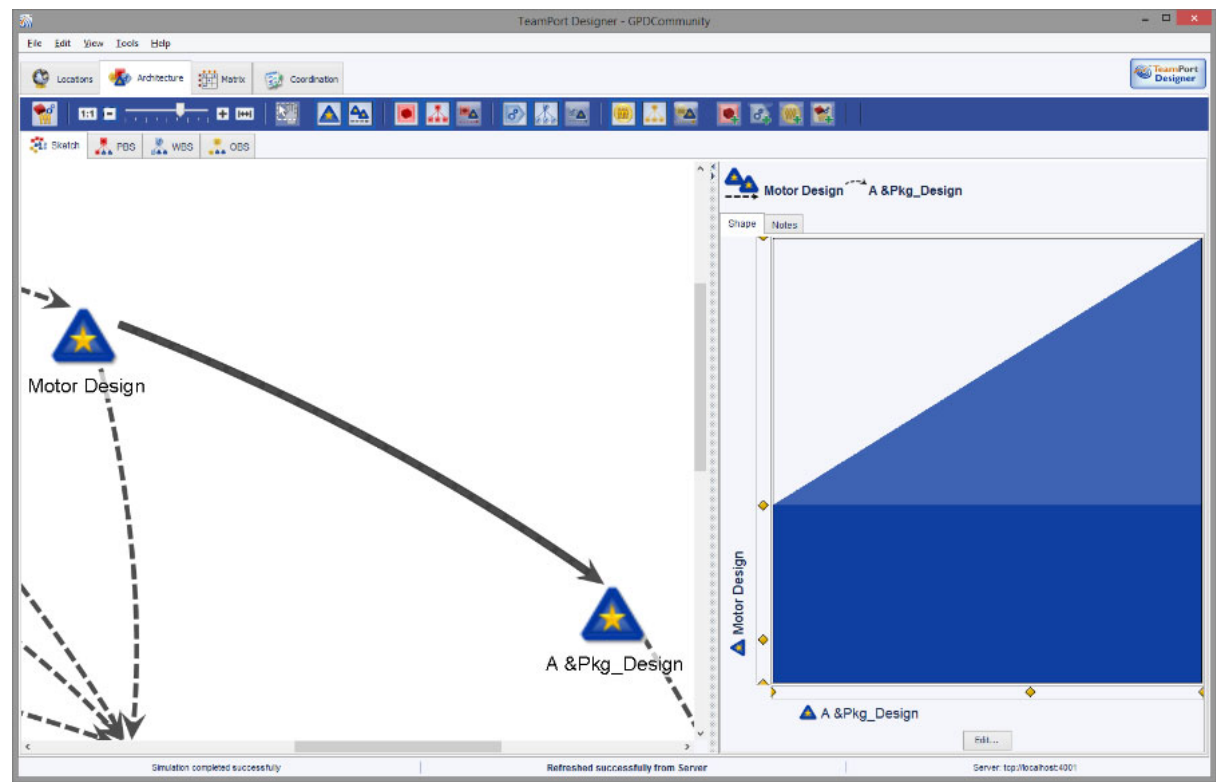 TeamPort Designer - GPDCommunity
File Edit View Tools Help
Locations Architecture Matrix Coordination
TeamPort Designer
1:1
Sketch PBS WBS OBS
Motor Design
A &Pkg_Design
Motor Design A &Pkg_Design
Shape Notes
Motor Design
A &Pkg_Design
Edit...
Simulation completed successfully Refreshed successfully from Server Server: tcp://localhost:4001